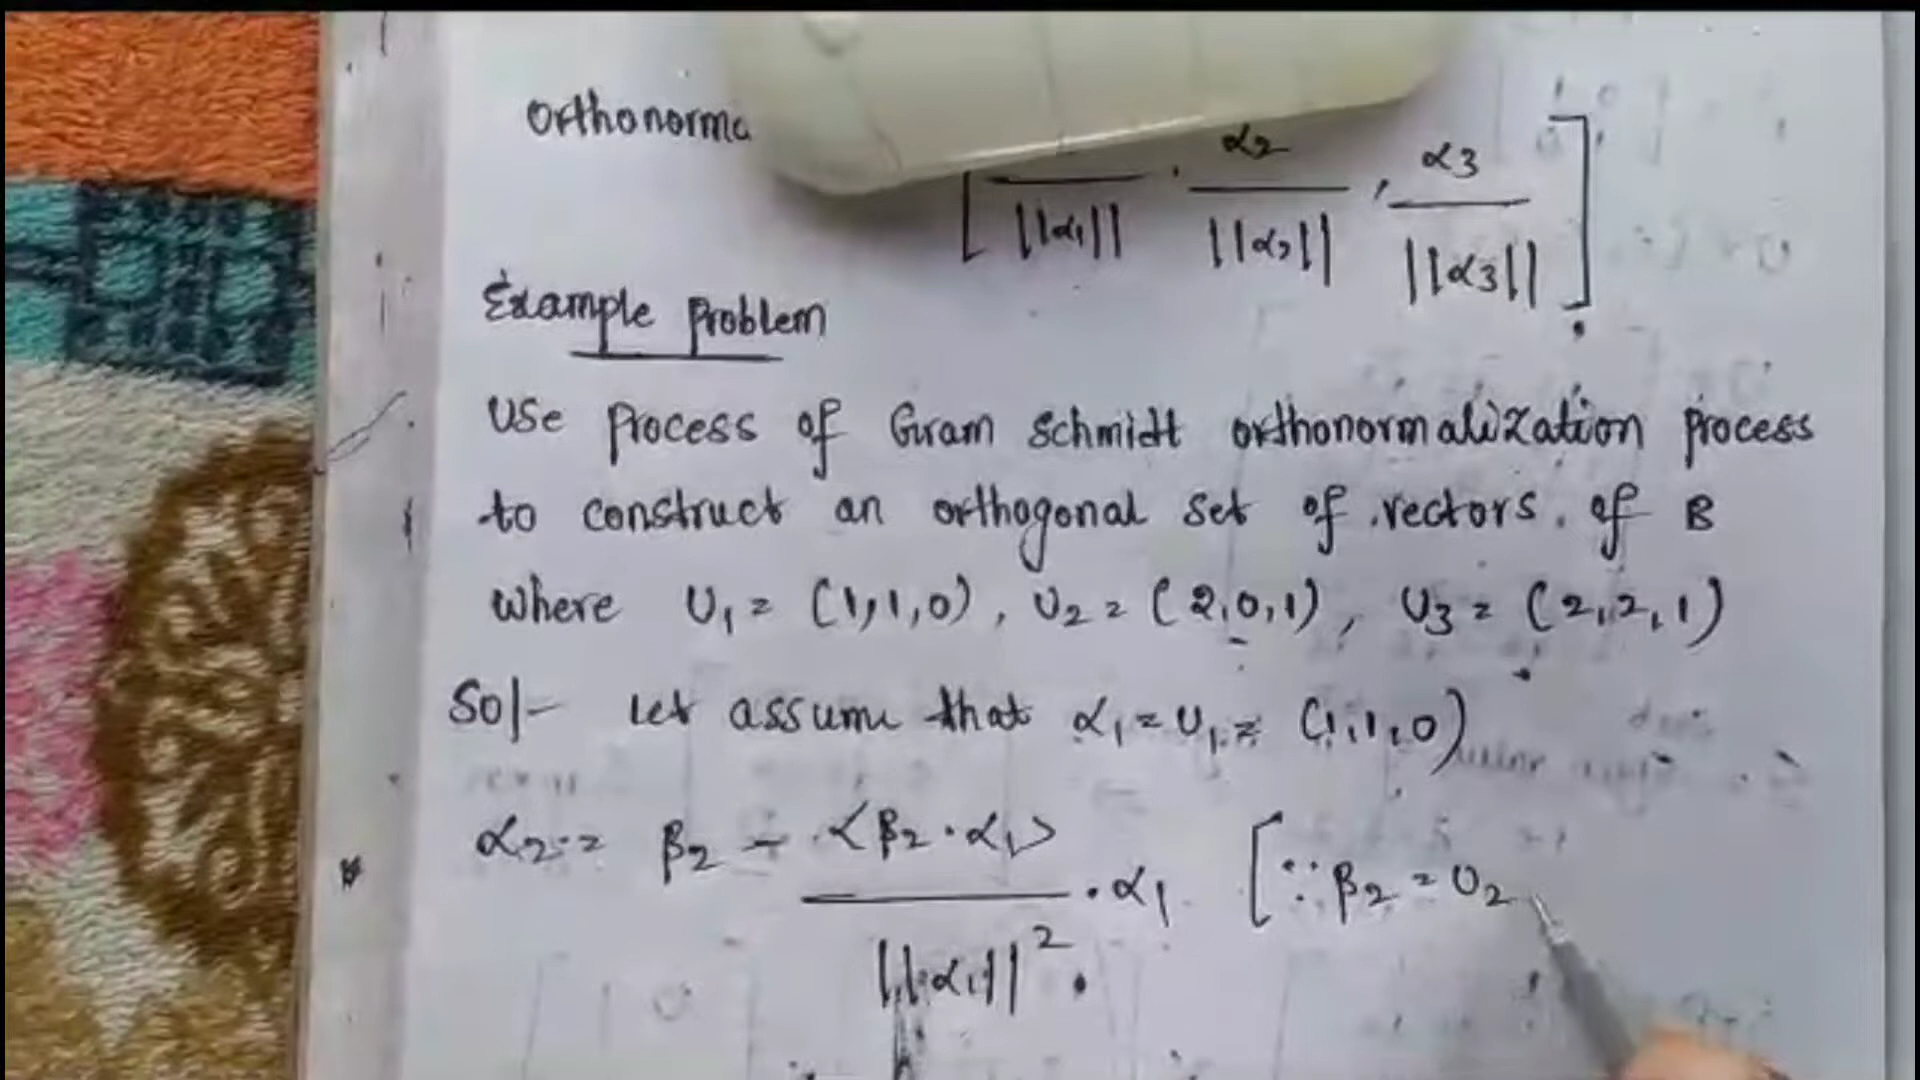 Orthonorma
[ ‾‾‾/||α1|| , α2/||α2|| , α3/||α3|| ]
Example Problem
Use Process of Gram Schmidt orthonormalization Process
to construct an orthogonal set of vectors. of B
where U1 = (1,1,0), U2 = (2,0,1), U3 = (2,2,1)
Sol- Let assume that α1 = U1 = (1,1,0)
α2 = β2 - <β2 . α1>/||α1||² . α1 [∵ β2 = U2